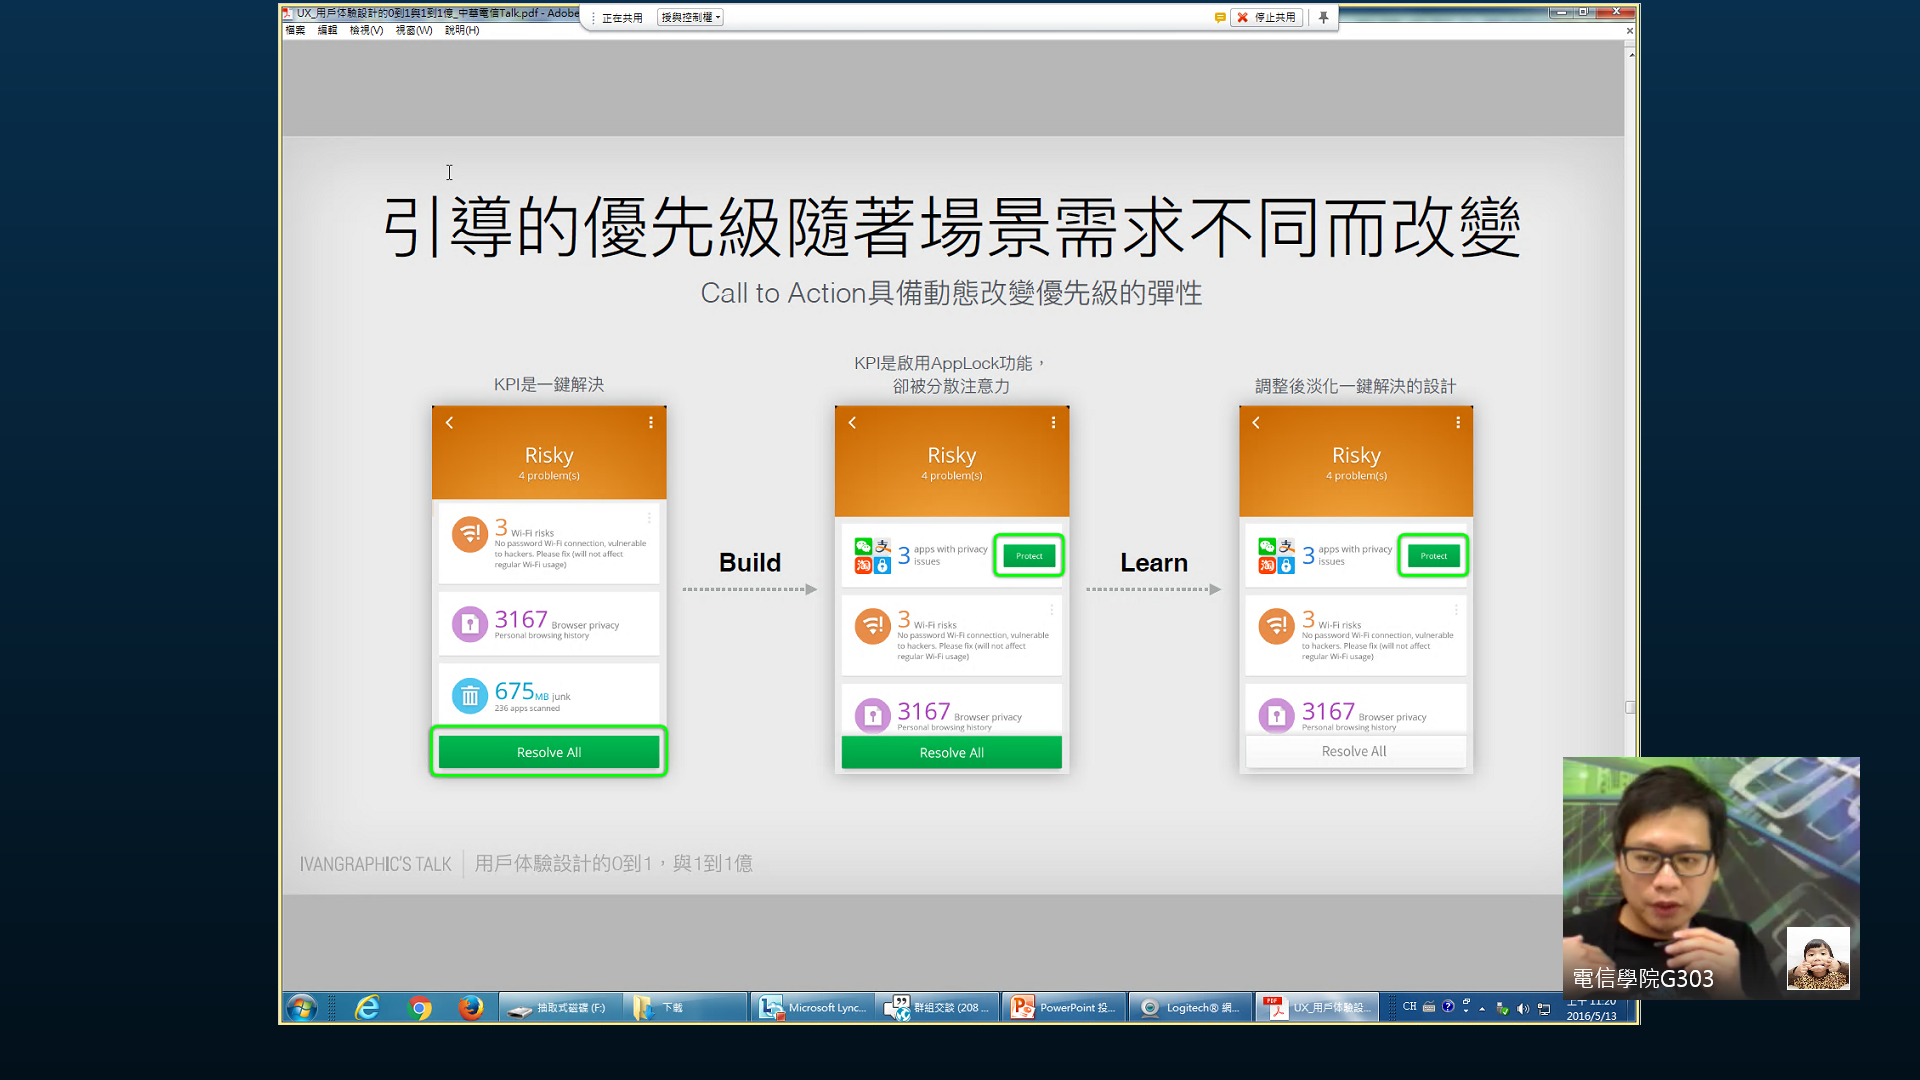 UX_用戶体驗設計的0到1與1到1億_中華電信Talk.pdf - Adobe
正在共用
授與控制權
停止共用
檔案 編輯 檢視(V) 視窗(W) 說明(H)
引導的優先級隨著場景需求不同而改變
Call to Action具備動態改變優先級的彈性
KPI是一鍵解決
Risky
4 problem(s)
3 Wi-Fi risks
No password Wi-Fi connection, vulnerable
to hackers. Please fix (will not affect
regular Wi-Fi usage)
3167 Browser privacy
Personal browsing history
675MB junk
236 apps scanned
Resolve All
Build
KPI是啟用AppLock功能，
卻被分散注意力
Risky
4 problem(s)
支
淘
3 apps with privacy
issues
Protect
3 Wi-Fi risks
No password Wi-Fi connection, vulnerable
to hackers. Please fix (will not affect
regular Wi-Fi usage)
3167 Browser privacy
Personal browsing history
Resolve All
Learn
調整後淡化一鍵解決的設計
Risky
4 problem(s)
支
淘
3 apps with privacy
issues
Protect
3 Wi-Fi risks
No password Wi-Fi connection, vulnerable
to hackers. Please fix (will not affect
regular Wi-Fi usage)
3167 Browser privacy
Personal browsing history
Resolve All
IVANGRAPHIC'S TALK 用戶体驗設計的0到1，與1到1億
電信學院G303
抽取式磁碟 (F:)
下載
Microsoft Lync...
群組交談 (208 ...
PowerPoint 投...
Logitech® 網...
UX_用戶体驗設...
CH
上午 11:20
2016/5/13